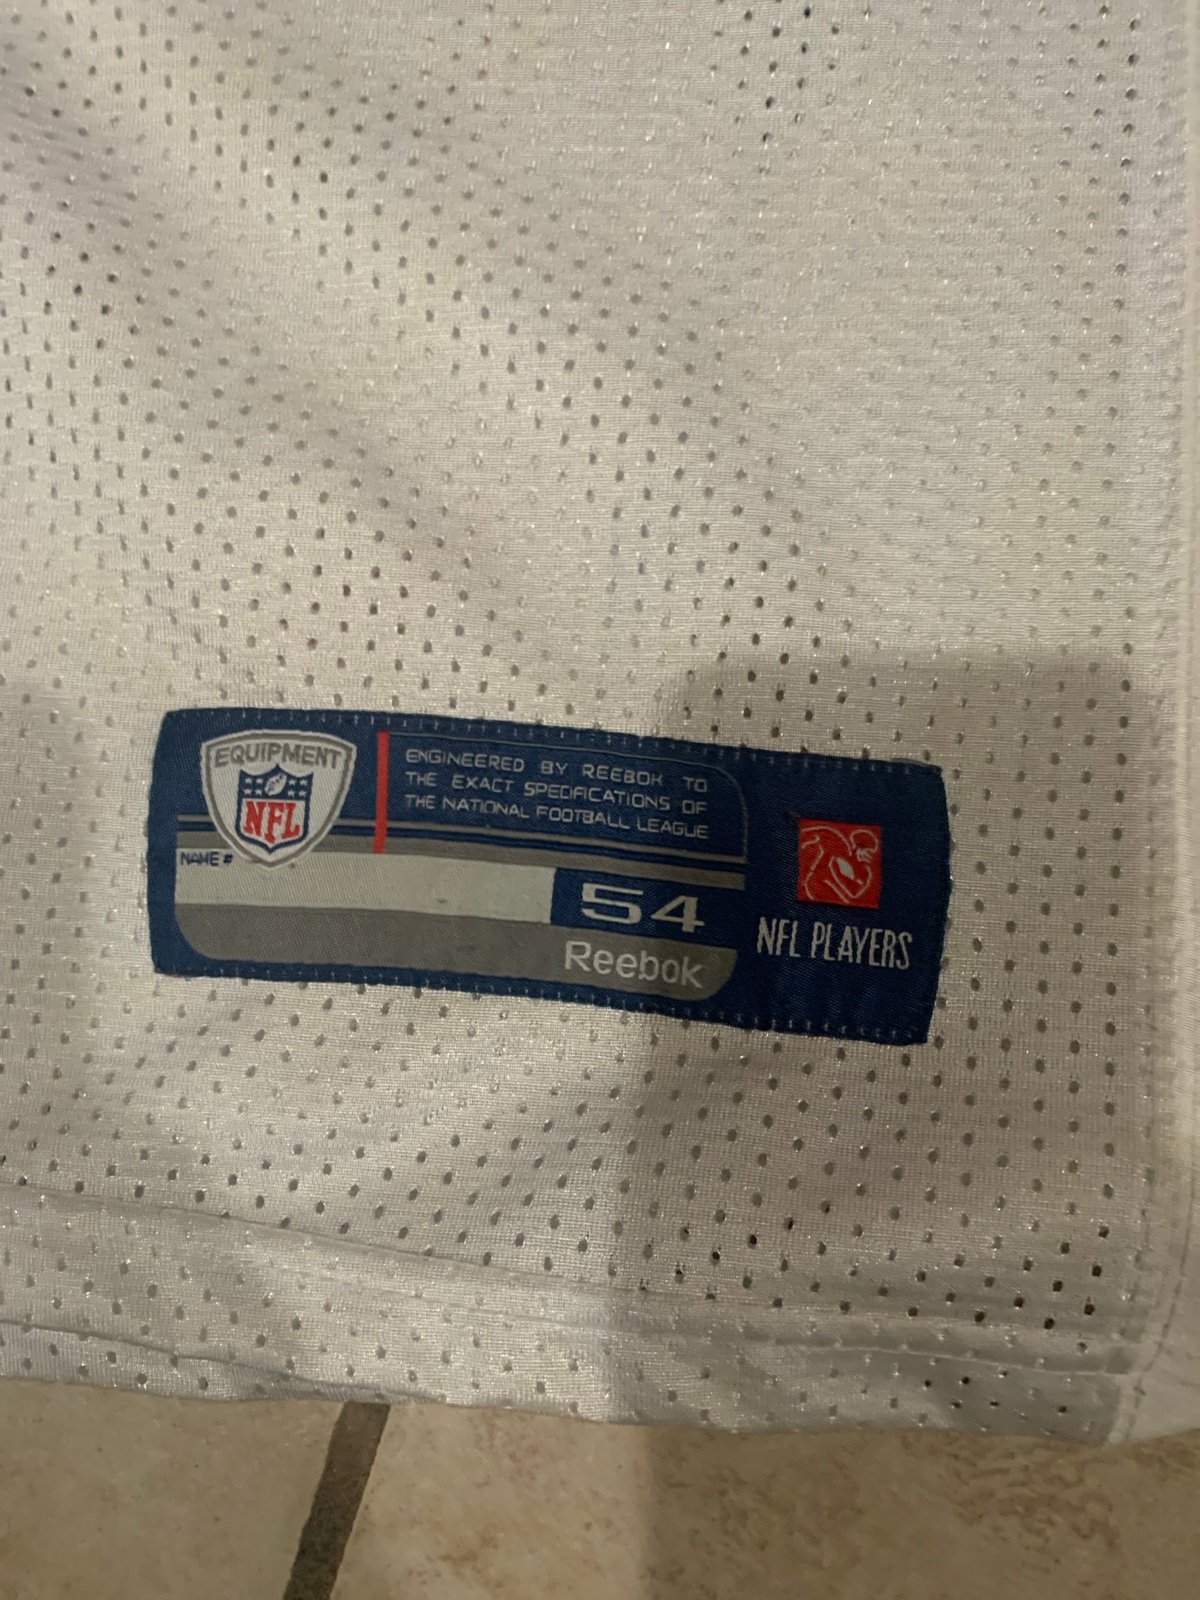 EQUIPMENT
NFL
ENGINEERED BY REEBOK TO
THE EXACT SPECIFICATIONS OF
THE NATIONAL FOOTBALL LEAGUE
NAME #
54
Reebok
NFL PLAYERS